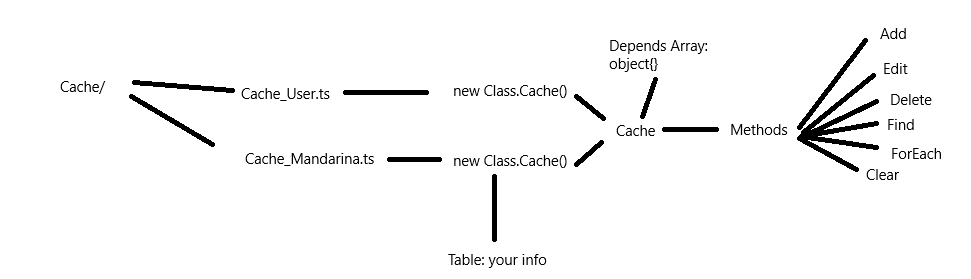 Cache/
Cache_User.ts
new Class.Cache()
Cache_Mandarina.ts
new Class.Cache()
Table: your info
Depends Array:
object{}
Cache
Methods
Add
Edit
Delete
Find
ForEach
Clear